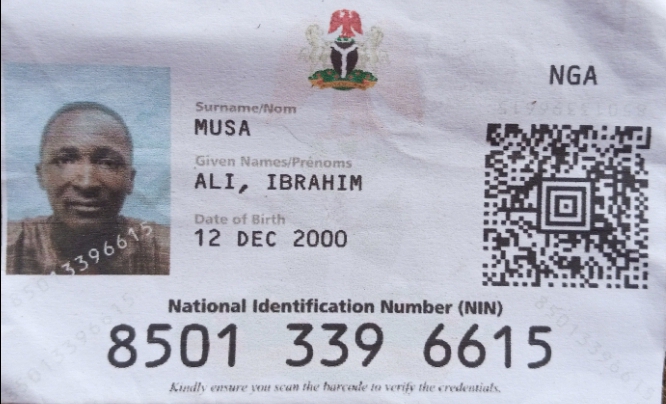 NGA
Surname/Nom
MUSA
Given Names/Prénoms
ALI, IBRAHIM
Date of Birth
12 DEC 2000
National Identification Number (NIN)
8501 339 6615
Kindly ensure you scan the barcode to verify the credentials.